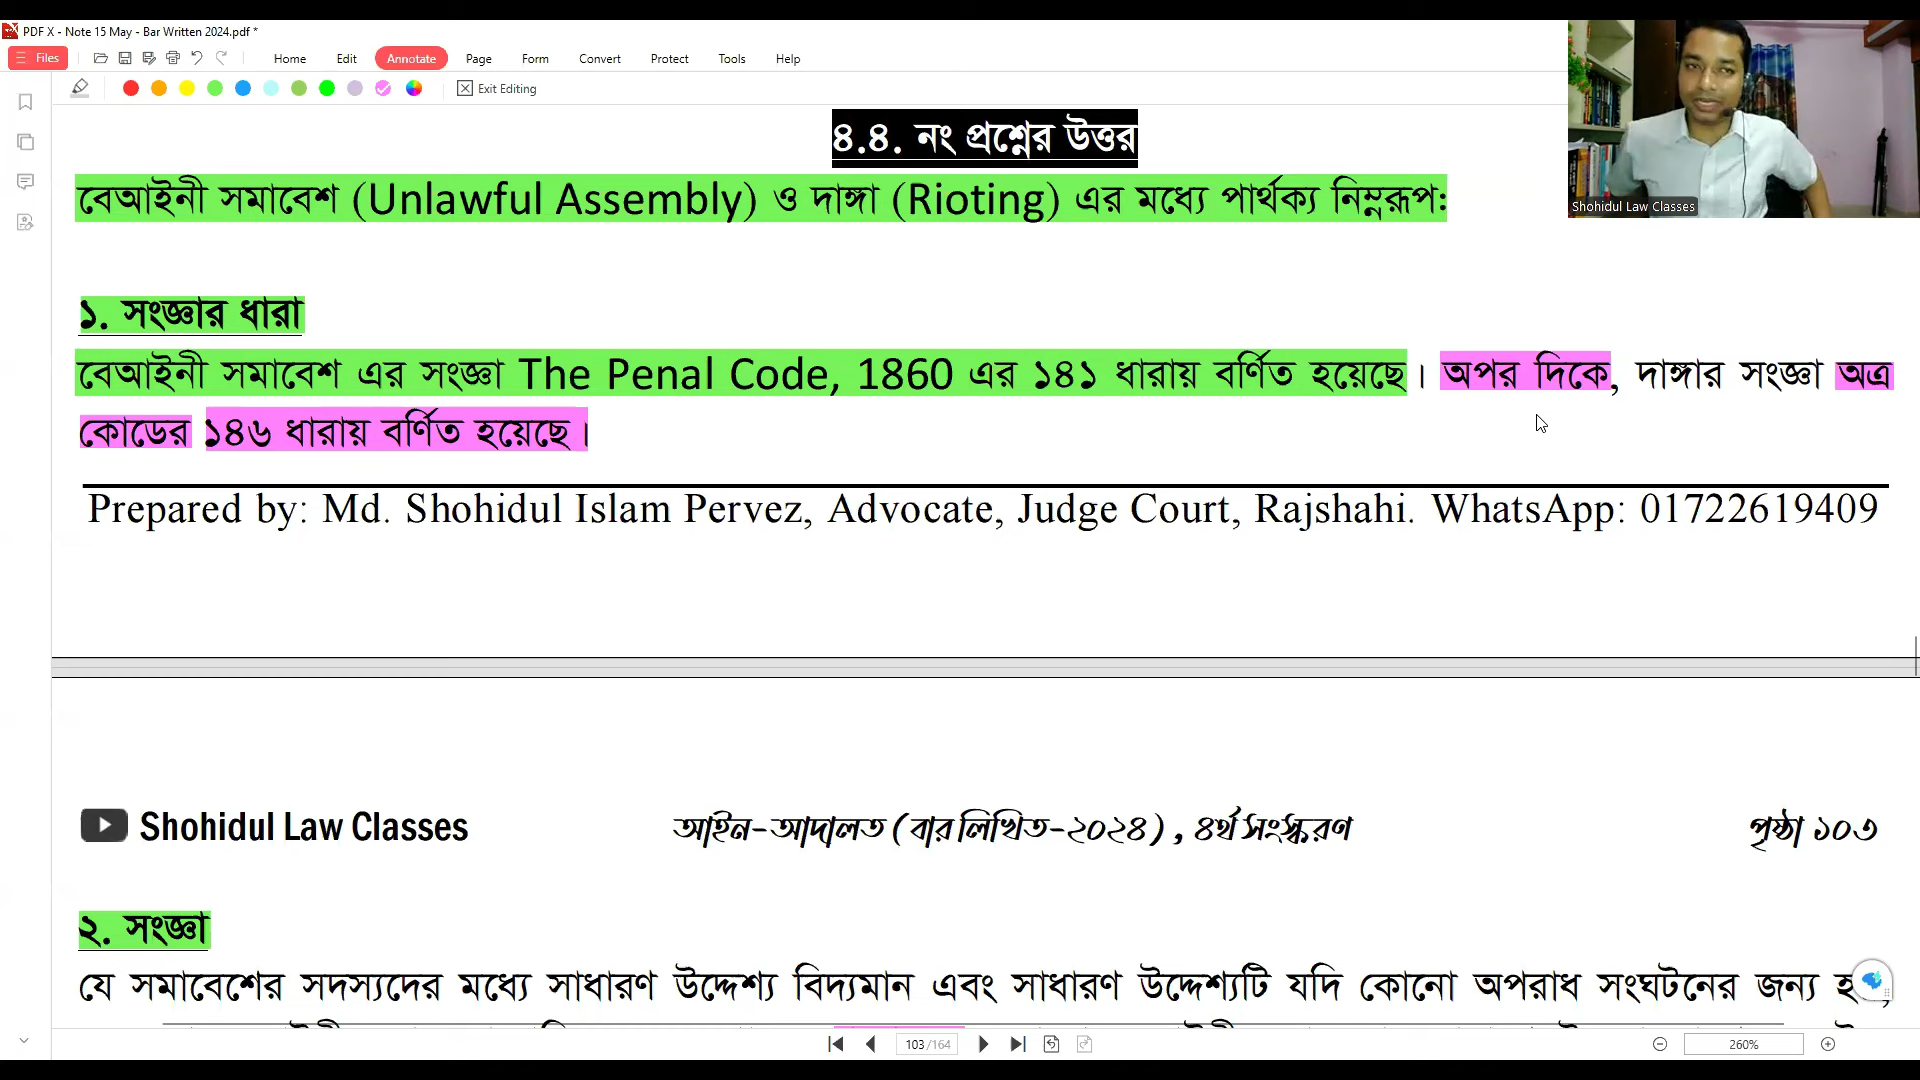 PDF X - Note 15 May - Bar Written 2024.pdf *
Files
Home Edit Annotate Page Form Convert Protect Tools Help
Exit Editing
৪.৪. নং প্রশ্নের উত্তর
বেআইনী সমাবেশ (Unlawful Assembly) ও দাঙ্গা (Rioting) এর মধ্যে পার্থক্য নিম্নরূপ:
Shohidul Law Classes
১. সংজ্ঞার ধারা
বেআইনী সমাবেশ এর সংজ্ঞা The Penal Code, 1860 এর ১৪১ ধারায় বর্ণিত হয়েছে। অপর দিকে, দাঙ্গার সংজ্ঞা অত্র
কোডের ১৪৬ ধারায় বর্ণিত হয়েছে।
Prepared by: Md. Shohidul Islam Pervez, Advocate, Judge Court, Rajshahi. WhatsApp: 01722619409
Shohidul Law Classes আইন-আদালত (বার লিখিত-২০২৪) , ৪র্থ সংস্করণ পৃষ্ঠা ১০৩
২. সংজ্ঞা
যে সমাবেশের সদস্যদের মধ্যে সাধারণ উদ্দেশ্য বিদ্যমান এবং সাধারণ উদ্দেশ্যটি যদি কোনো অপরাধ সংঘটনের জন্য
103 /164
260%